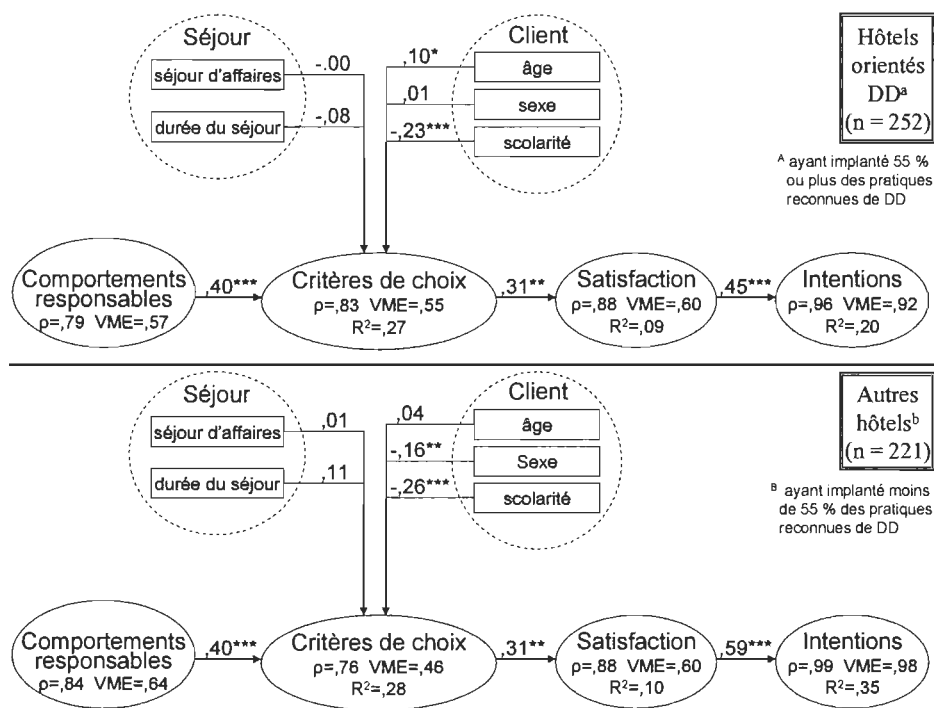 Séjour
séjour d'affaires
durée du séjour
-.00
-,08
Client
,10*
âge
,01
sexe
-,23***
scolarité
Hôtels
orientés
DDᵃ
(n = 252)
ᴬ ayant implanté 55 %
ou plus des pratiques
reconnues de DD
Comportements
responsables
ρ=,79 VME=,57
,40***
Critères de choix
ρ=,83 VME=,55
R²=,27
,31**
Satisfaction
ρ=,88 VME=,60
R²=,09
,45***
Intentions
ρ=,96 VME=,92
R²=,20
Séjour
séjour d'affaires
durée du séjour
,01
,11
Client
,04
âge
-,16**
Sexe
-,26***
scolarité
Autres
hôtelsᵇ
(n = 221)
ᴮ ayant implanté moins
de 55 % des pratiques
reconnues de DD
Comportements
responsables
ρ=,84 VME=,64
,40***
Critères de choix
ρ=,76 VME=,46
R²=,28
,31**
Satisfaction
ρ=,88 VME=,60
R²=,10
,59***
Intentions
ρ=,99 VME=,98
R²=,35